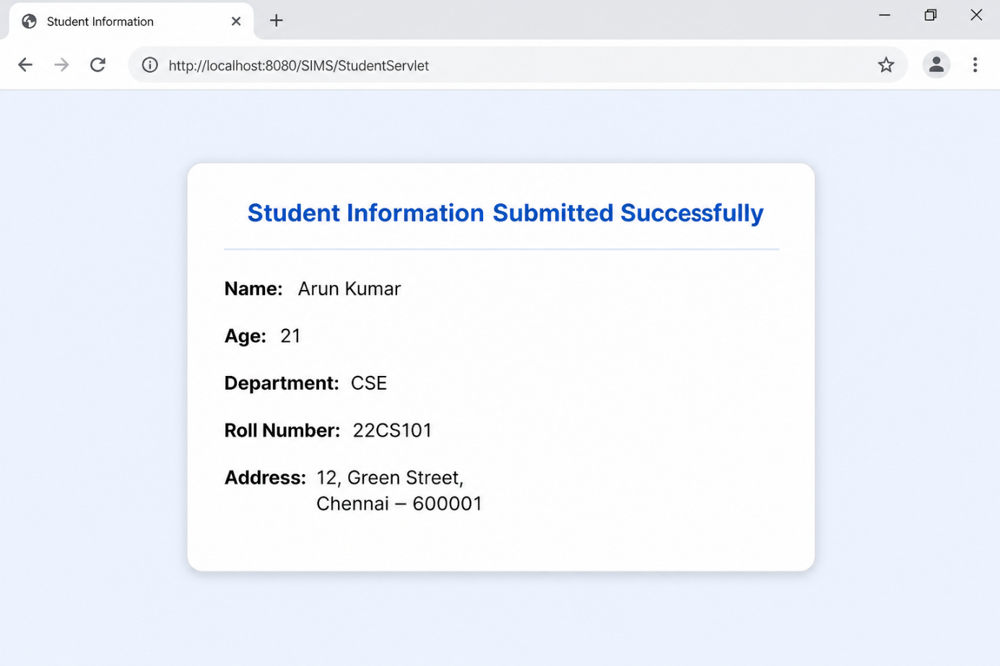 Student Information
http://localhost:8080/SIMS/StudentServlet
Student Information Submitted Successfully
Name: Arun Kumar
Age: 21
Department: CSE
Roll Number: 22CS101
Address: 12, Green Street,
Chennai – 600001